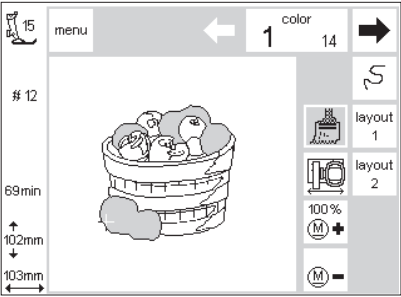 15
menu
color
1 14
# 12
layout
1
layout
2
69min
100%
M +
102mm
M -
103mm